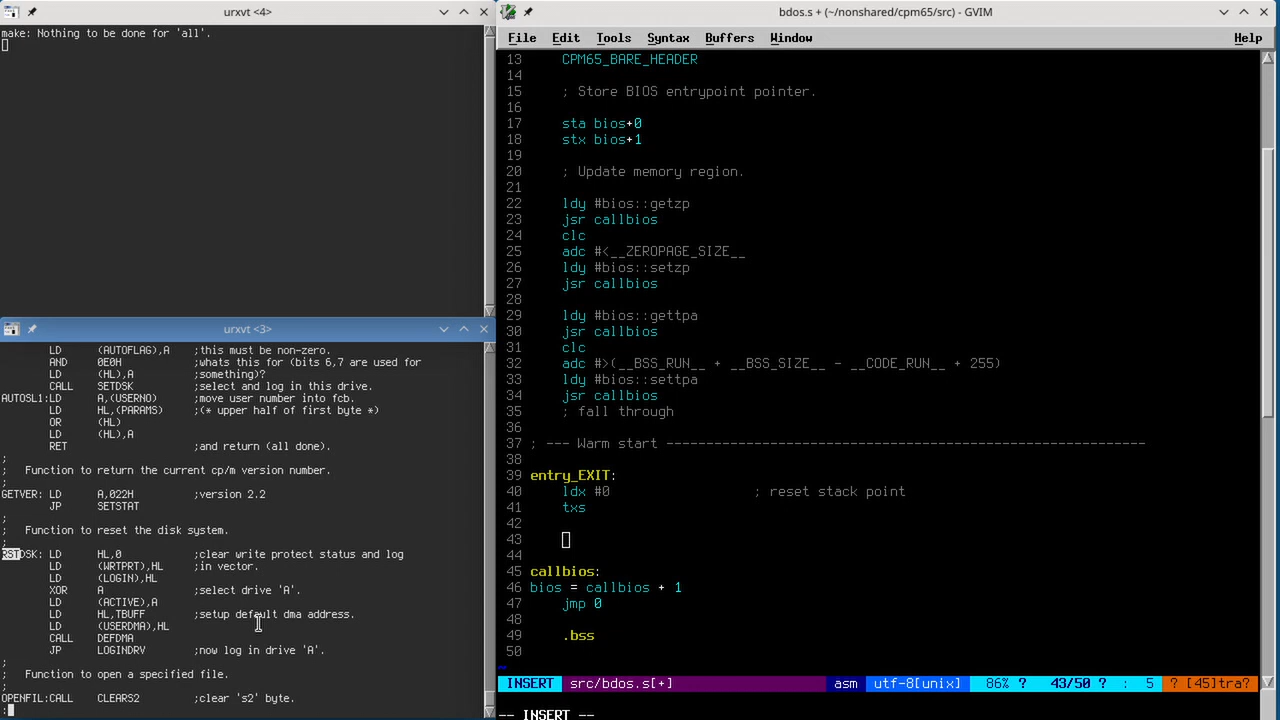 urxvt <4>
make: Nothing to be done for 'all'.
urxvt <3>
LD (AUTOFLAG),A ;this must be non-zero.
AND 0E0H ;whats this for (bits 6,7 are used for
LD (HL),A ;something)?
CALL SETDSK ;select and log in this drive.
AUTOSL1:LD A,(USERNO) ;move user number into fcb.
LD HL,(PARAMS) ;(* upper half of first byte *)
OR (HL)
LD (HL),A
RET ;and return (all done).
;
; Function to return the current cp/m version number.
;
GETVER: LD A,022H ;version 2.2
JP SETSTAT
;
; Function to reset the disk system.
;
RSTDSK: LD HL,0 ;clear write protect status and log
LD (WRTPRT),HL ;in vector.
LD (LOGIN),HL
XOR A ;select drive 'A'.
LD (ACTIVE),A
LD HL,TBUFF ;setup default dma address.
LD (USERDMA),HL
CALL DEFDMA
JP LOGINDRV ;now log in drive 'A'.
;
; Function to open a specified file.
;
OPENFIL:CALL CLEARS2 ;clear 's2' byte.
:
bdos.s + (~/nonshared/cpm65/src) - GVIM
File Edit Tools Syntax Buffers Window Help
13 CPM65_BARE_HEADER
14
15 ; Store BIOS entrypoint pointer.
16
17 sta bios+0
18 stx bios+1
19
20 ; Update memory region.
21
22 ldy #bios::getzp
23 jsr callbios
24 clc
25 adc #<__ZEROPAGE_SIZE__
26 ldy #bios::setzp
27 jsr callbios
28
29 ldy #bios::gettpa
30 jsr callbios
31 clc
32 adc #>(__BSS_RUN__ + __BSS_SIZE__ - __CODE_RUN__ + 255)
33 ldy #bios::settpa
34 jsr callbios
35 ; fall through
36
37 ; --- Warm start ------------------------------------------------------------------
38
39 entry_EXIT:
40 ldx #0 ; reset stack point
41 txs
42
43
44
45 callbios:
46 bios = callbios + 1
47 jmp 0
48
49 .bss
50
~
INSERT src/bdos.s[+] asm utf-8[unix] 86% ? 43/50 ? : 5 ? [45]tra?
-- INSERT --